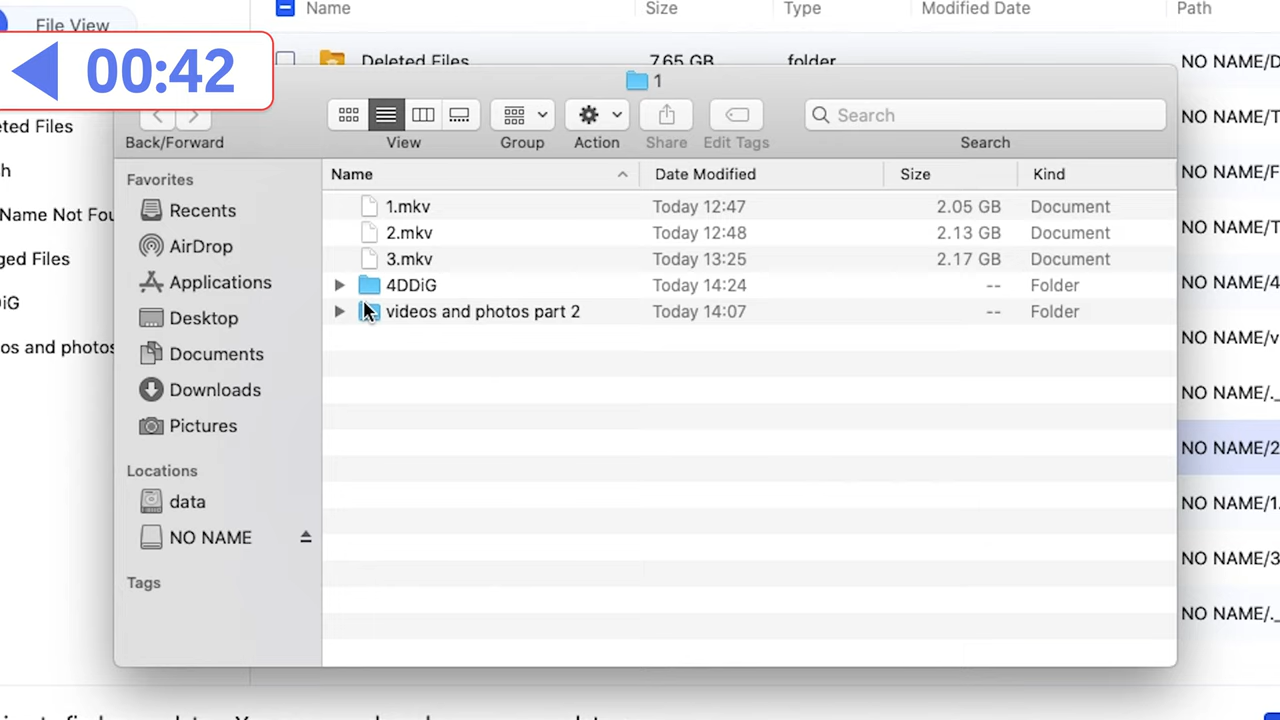 File View
Name Size Type Modified Date Path
00:42
Deleted Files 7.65 GB folder NO NAME/D
1
Search
Back/Forward View Group Action Share Edit Tags Search
eted Files
NO NAME/T
h
NO NAME/F
Name Not Fou
NO NAME/T
ged Files
iG
NO NAME/4
os and photos
NO NAME/v
NO NAME/._
NO NAME/2
NO NAME/1.
NO NAME/3
NO NAME/._
Favorites
Recents
AirDrop
Applications
Desktop
Documents
Downloads
Pictures
Locations
data
NO NAME
Tags
Name Date Modified Size Kind
1.mkv Today 12:47 2.05 GB Document
2.mkv Today 12:48 2.13 GB Document
3.mkv Today 13:25 2.17 GB Document
4DDiG Today 14:24 -- Folder
videos and photos part 2 Today 14:07 -- Folder